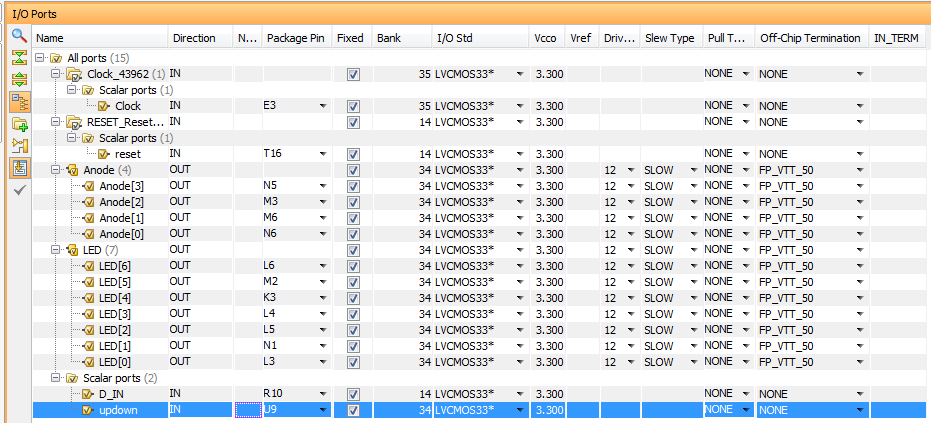 I/O Ports
Name Direction N... Package Pin Fixed Bank I/O Std Vcco Vref Driv... Slew Type Pull T... Off-Chip Termination IN_TERM
All ports (15)
Clock_43962 (1) IN 35 LVCMOS33* 3.300 NONE NONE
Scalar ports (1)
Clock IN E3 35 LVCMOS33* 3.300 NONE NONE
RESET_Reset... IN 14 LVCMOS33* 3.300 NONE NONE
Scalar ports (1)
reset IN T16 14 LVCMOS33* 3.300 NONE NONE
Anode (4) OUT 34 LVCMOS33* 3.300 12 SLOW NONE FP_VTT_50
Anode[3] OUT N5 34 LVCMOS33* 3.300 12 SLOW NONE FP_VTT_50
Anode[2] OUT M3 34 LVCMOS33* 3.300 12 SLOW NONE FP_VTT_50
Anode[1] OUT M6 34 LVCMOS33* 3.300 12 SLOW NONE FP_VTT_50
Anode[0] OUT N6 34 LVCMOS33* 3.300 12 SLOW NONE FP_VTT_50
LED (7) OUT 34 LVCMOS33* 3.300 12 SLOW NONE FP_VTT_50
LED[6] OUT L6 34 LVCMOS33* 3.300 12 SLOW NONE FP_VTT_50
LED[5] OUT M2 34 LVCMOS33* 3.300 12 SLOW NONE FP_VTT_50
LED[4] OUT K3 34 LVCMOS33* 3.300 12 SLOW NONE FP_VTT_50
LED[3] OUT L4 34 LVCMOS33* 3.300 12 SLOW NONE FP_VTT_50
LED[2] OUT L5 34 LVCMOS33* 3.300 12 SLOW NONE FP_VTT_50
LED[1] OUT N1 34 LVCMOS33* 3.300 12 SLOW NONE FP_VTT_50
LED[0] OUT L3 34 LVCMOS33* 3.300 12 SLOW NONE FP_VTT_50
Scalar ports (2)
D_IN IN R10 14 LVCMOS33* 3.300 NONE NONE
updown IN U9 34 LVCMOS33* 3.300 NONE NONE